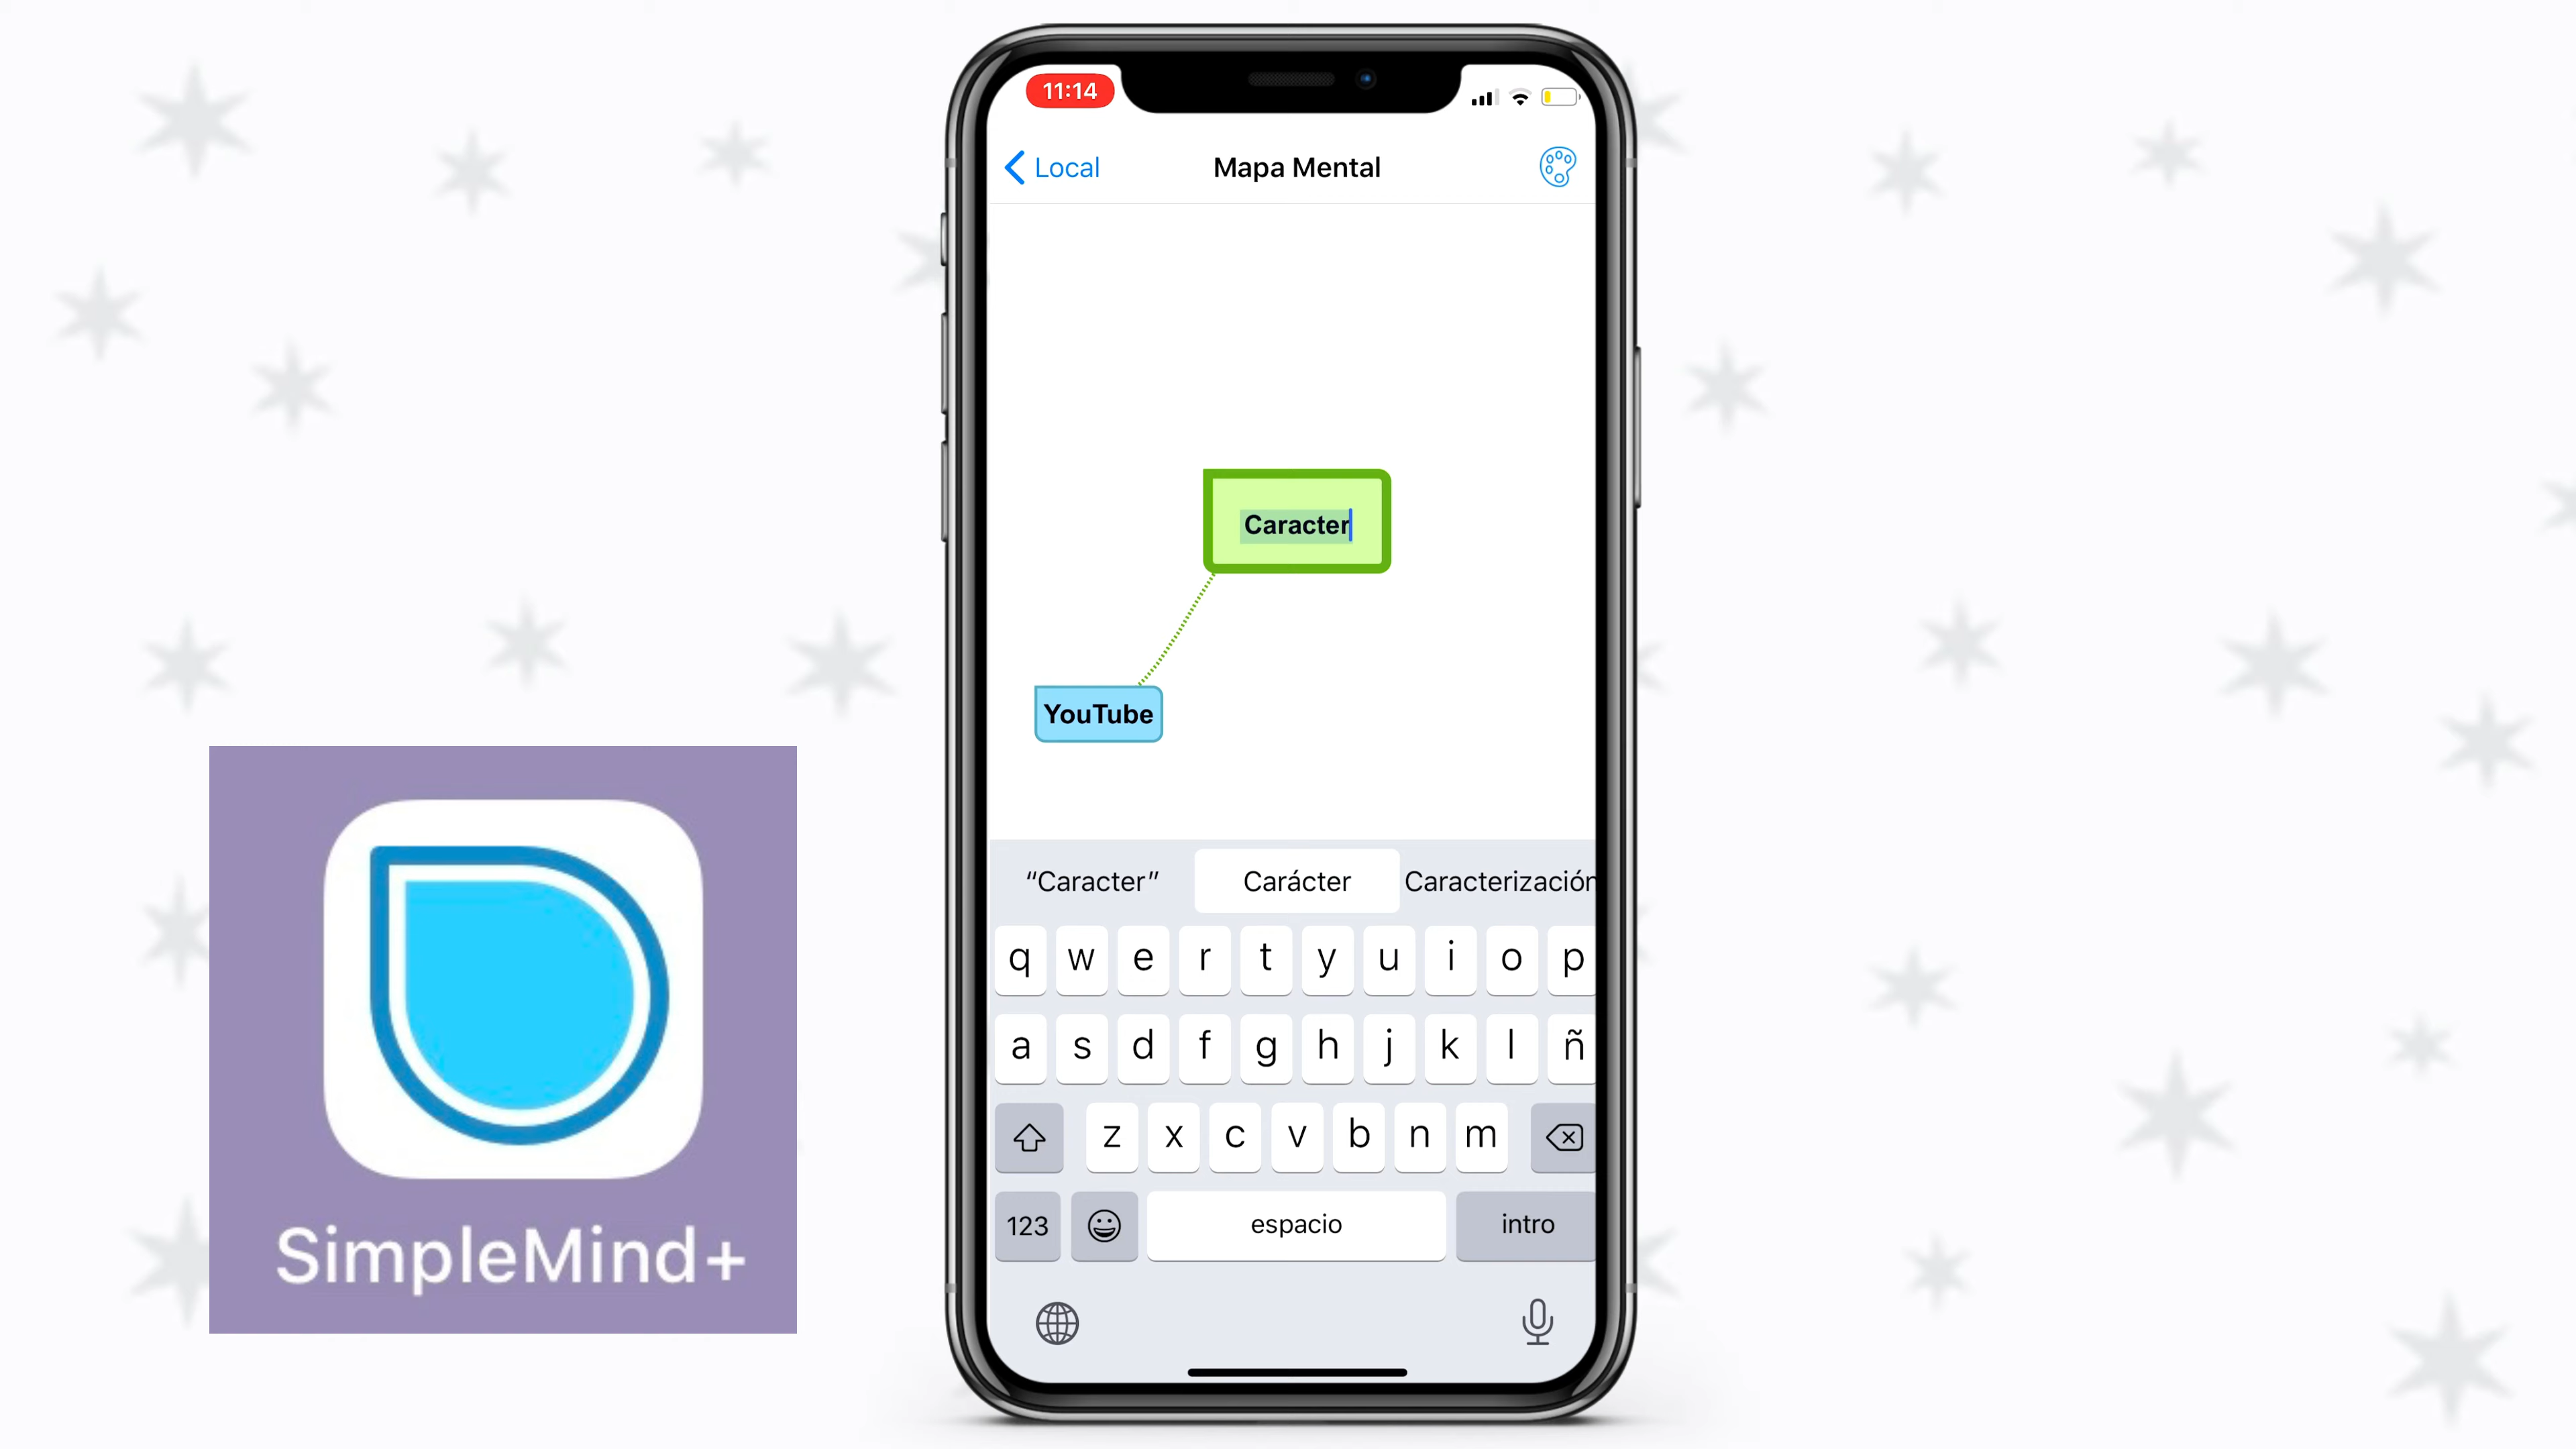 11:14
Local
Mapa Mental
Caracter
YouTube
“Caracter” Carácter Caracterización
q w e r t y u i o p
a s d f g h j k l ñ
z x c v b n m
123 espacio intro
SimpleMind+